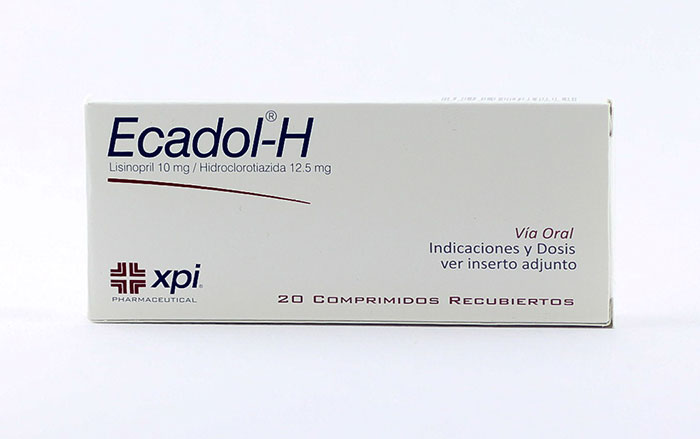 Ecadol-H®
Lisinopril 10 mg / Hidroclorotiazida 12.5 mg
Vía Oral
Indicaciones y Dosis
ver inserto adjunto
xpi®
PHARMACEUTICAL
20 COMPRIMIDOS RECUBIERTOS